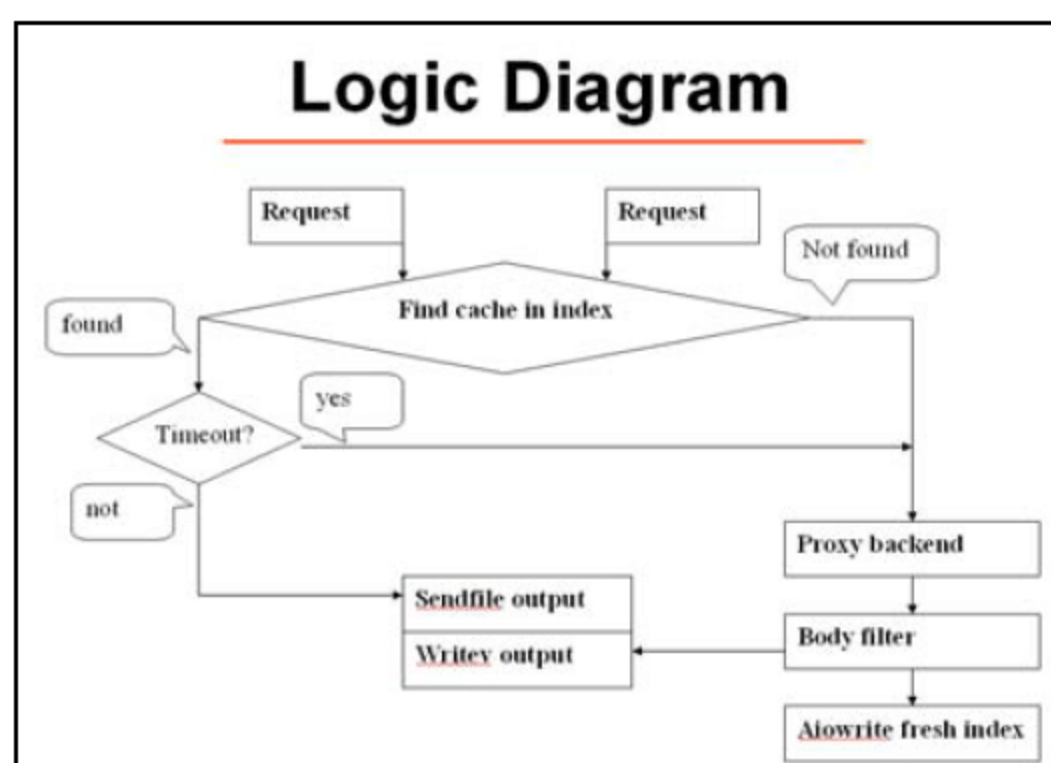 Logic Diagram
Request
Request
Not found
Find cache in index
found
yes
Timeout?
not
Proxy backend
Sendfile output
Body filter
Writev output
Aiowrite fresh index